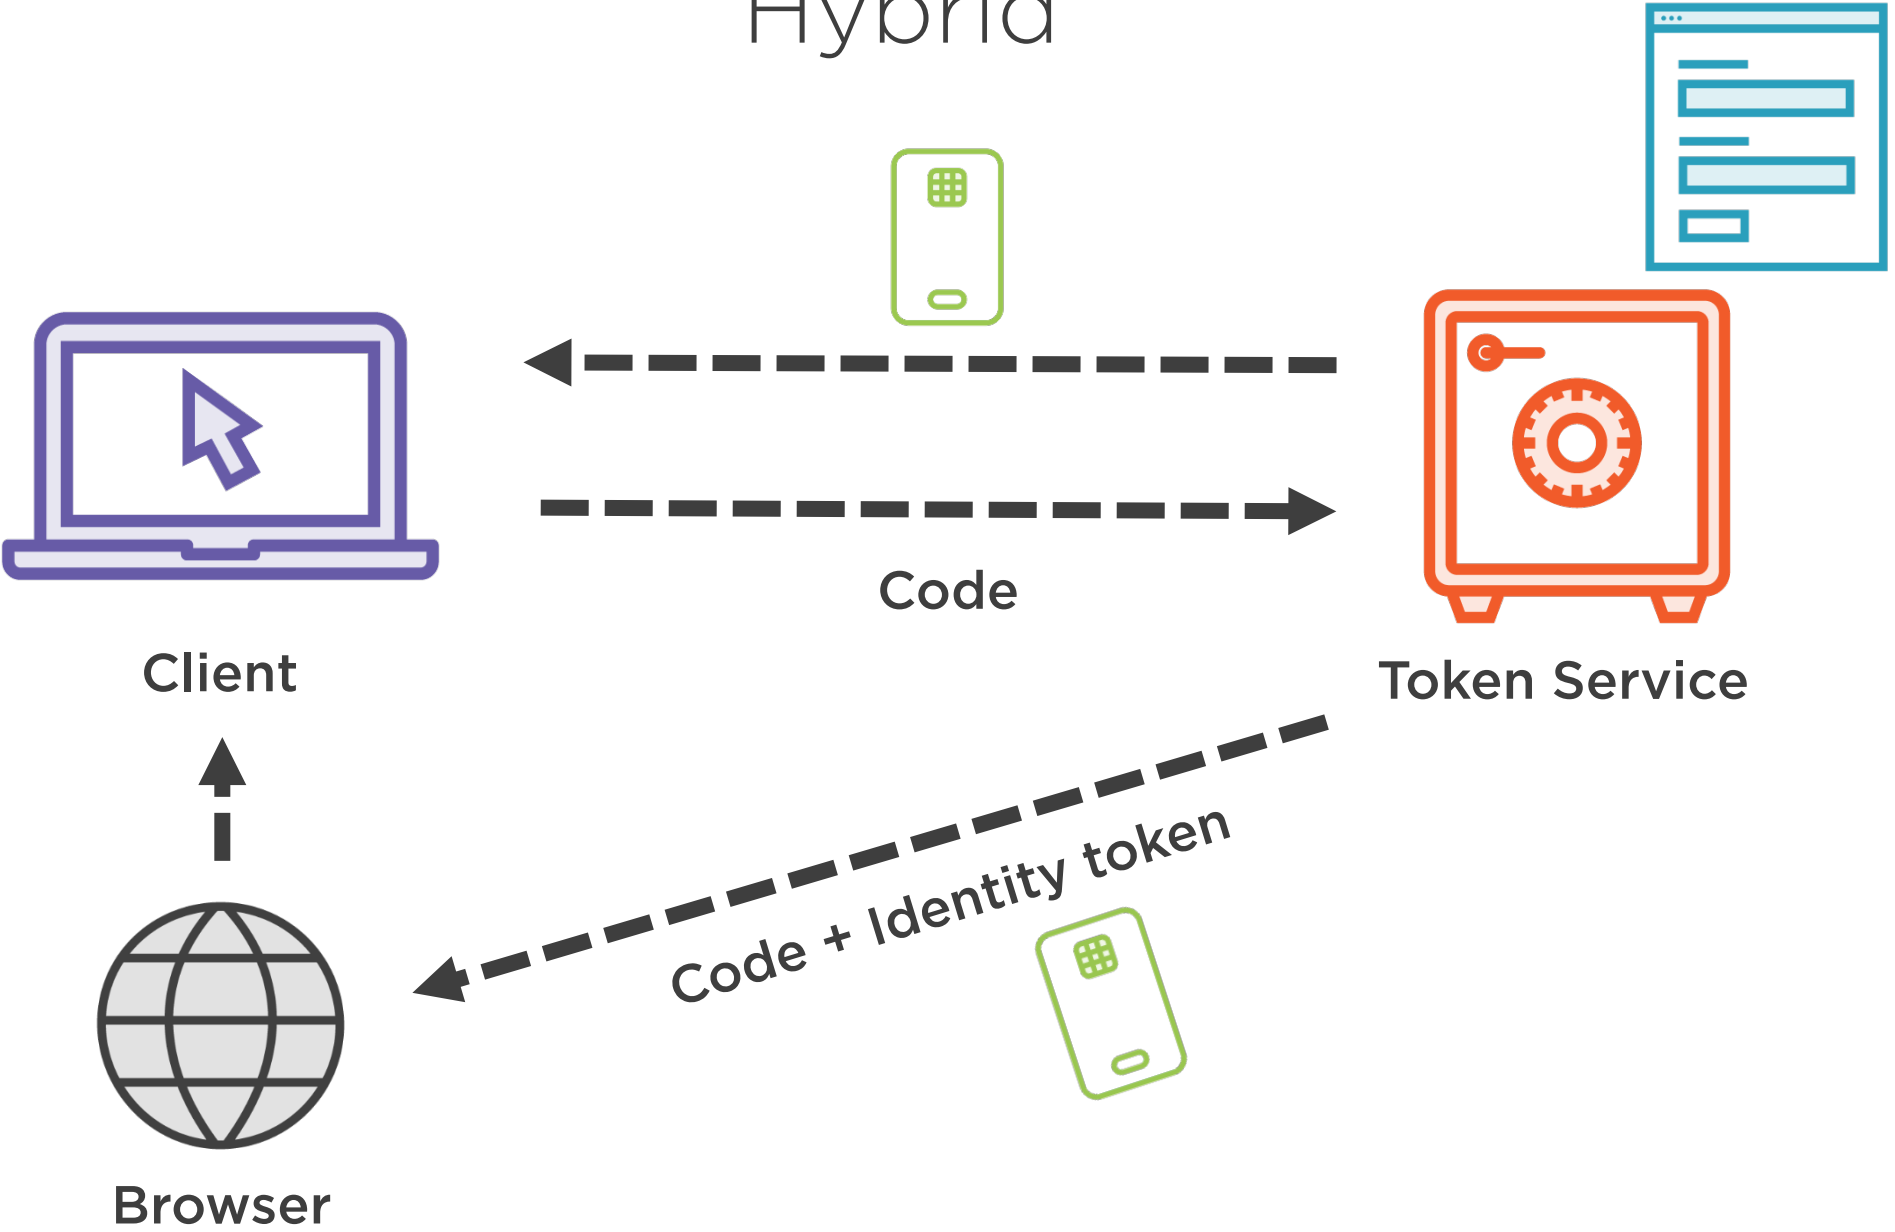 Hybrid
Code
Client
Token Service
Code + Identity token
Browser